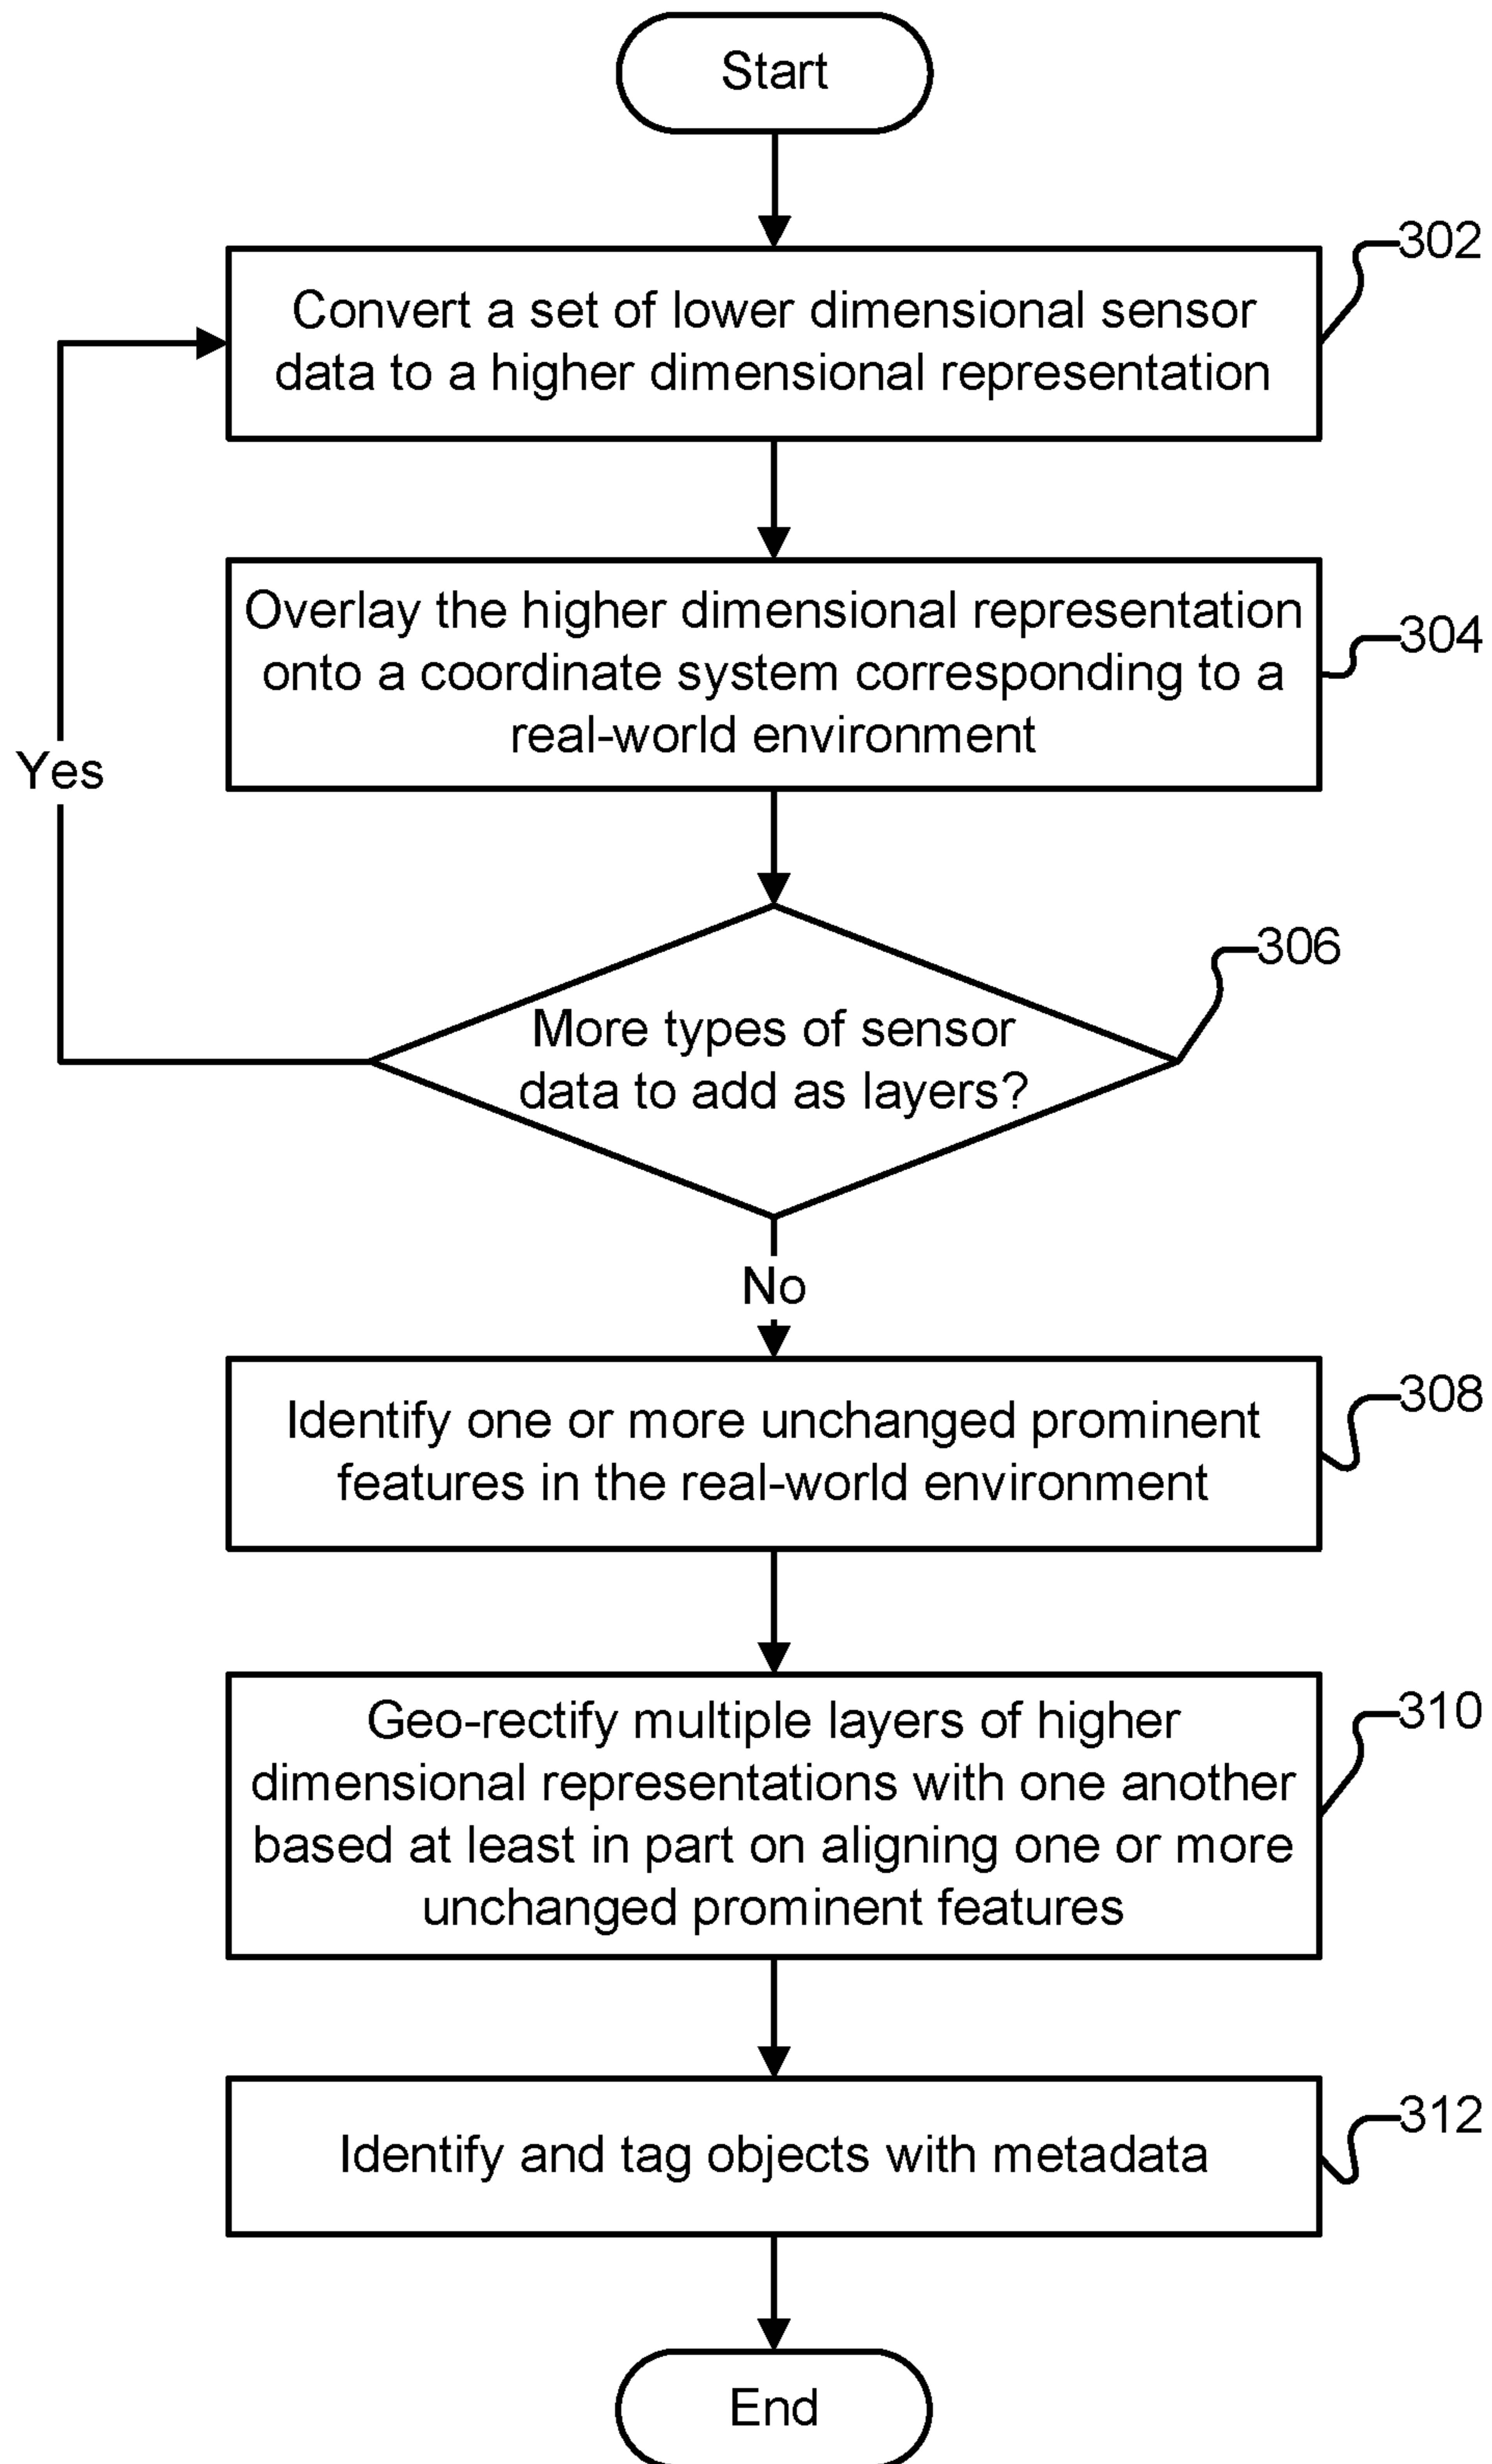 Start
302
Convert a set of lower dimensional sensor
data to a higher dimensional representation
Overlay the higher dimensional representation
304
onto a coordinate system corresponding to a
real-world environment
Yes
306
More types of sensor
data to add as layers?
No
308
Identify one or more unchanged prominent
features in the real-world environment
310
Geo-rectify multiple layers of higher
dimensional representations with one another
based at least in part on aligning one or more
unchanged prominent features
312
Identify and tag objects with metadata
End